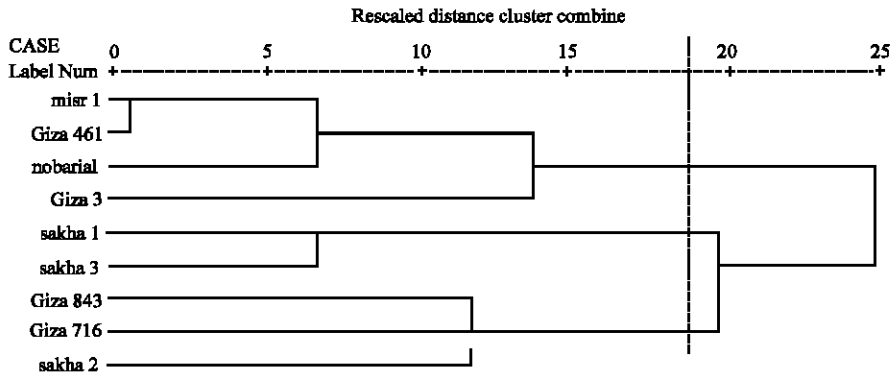 Rescaled distance cluster combine
CASE 0 5 10 15 20 25
Label Num
misr 1
Giza 461
nobarial
Giza 3
sakha 1
sakha 3
Giza 843
Giza 716
sakha 2